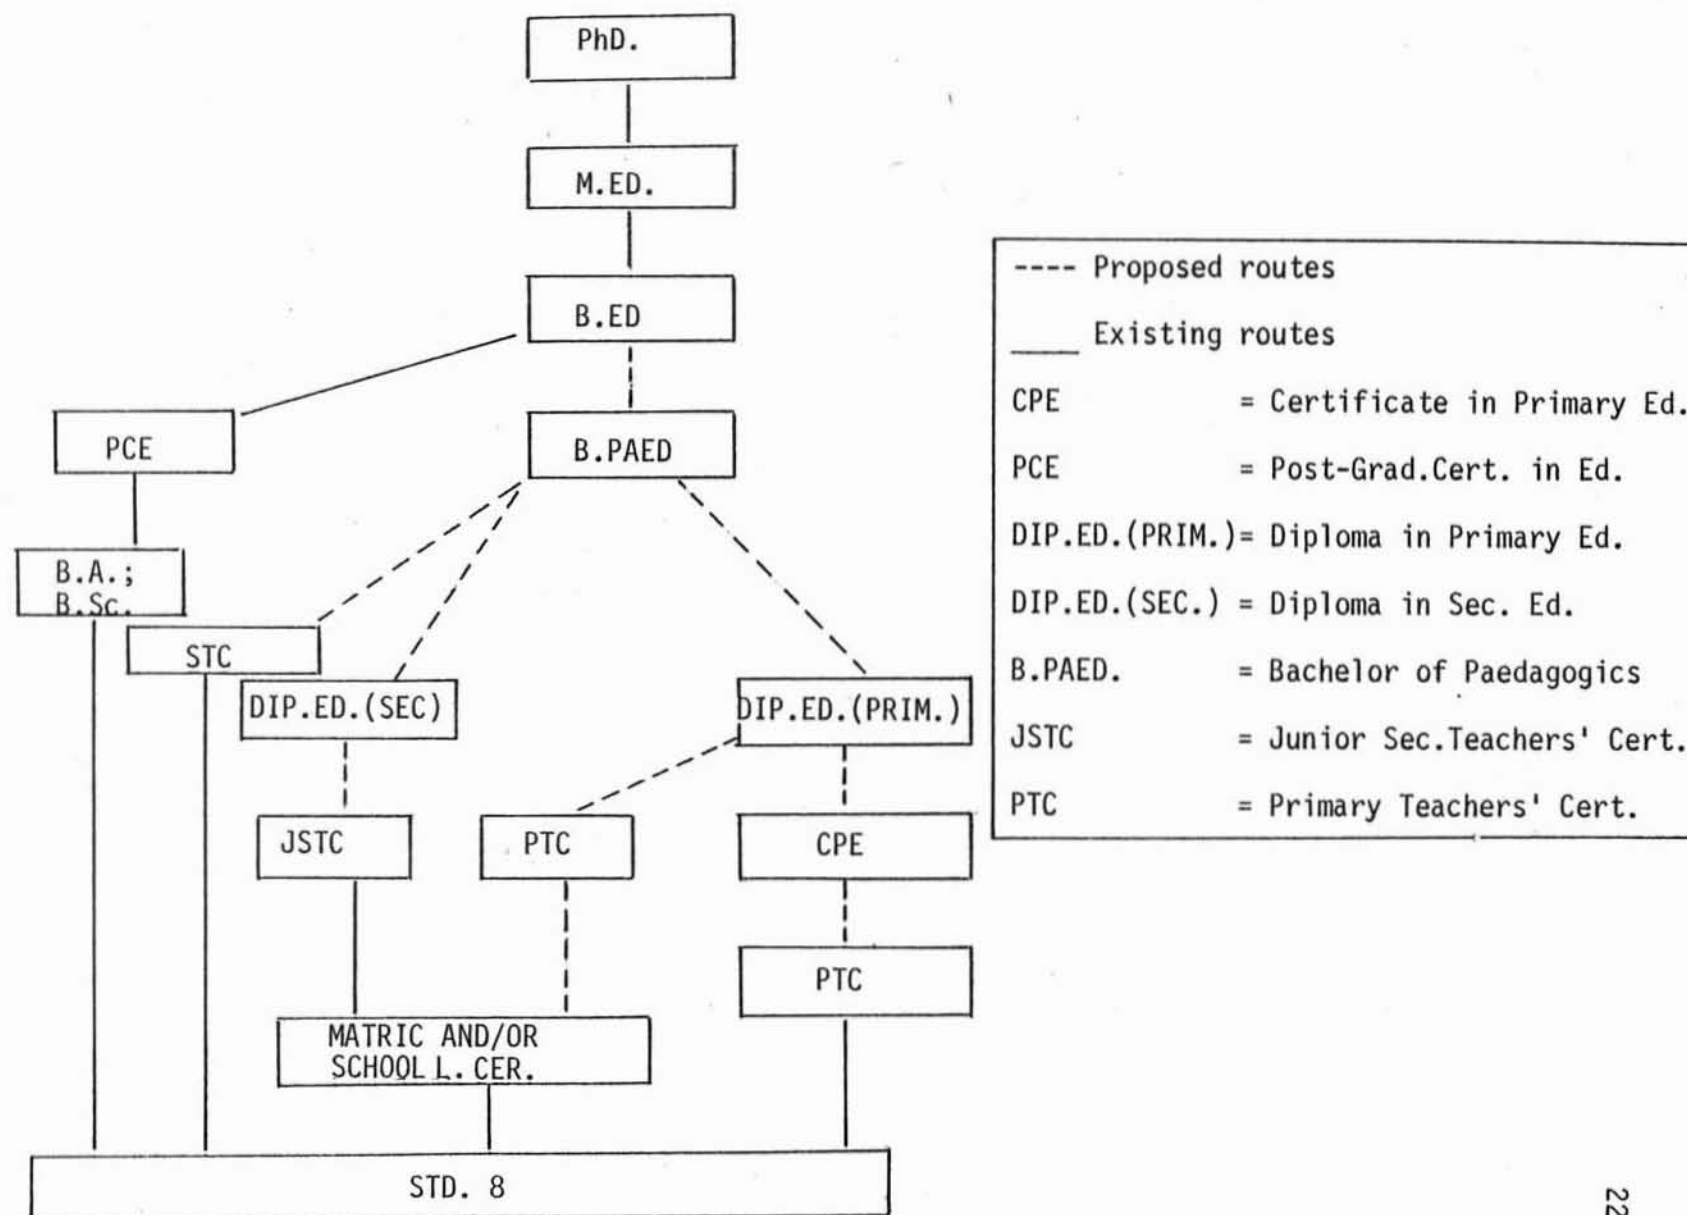 PhD.
M.ED.
B.ED
PCE
B.PAED
B.A.;
B.Sc.
STC
DIP.ED.(SEC)
DIP.ED.(PRIM.)
JSTC
PTC
CPE
PTC
MATRIC AND/OR
SCHOOL L. CER.
STD. 8
---- Proposed routes
____ Existing routes
CPE = Certificate in Primary Ed.
PCE = Post-Grad.Cert. in Ed.
DIP.ED.(PRIM.)= Diploma in Primary Ed.
DIP.ED.(SEC.) = Diploma in Sec. Ed.
B.PAED. = Bachelor of Paedagogics
JSTC = Junior Sec.Teachers' Cert.
PTC = Primary Teachers' Cert.
22